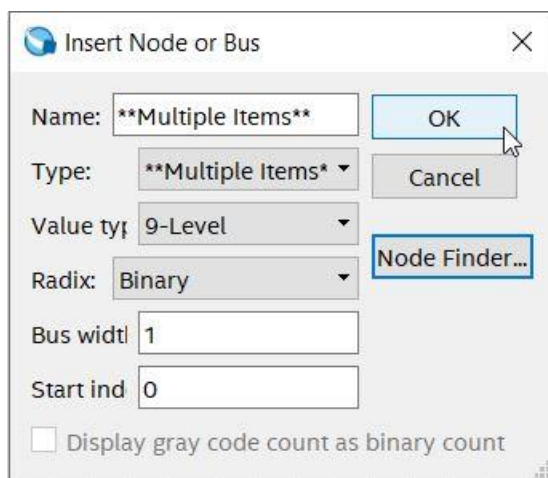 Insert Node or Bus
Name: **Multiple Items** OK
Type: **Multiple Items* Cancel
Value typ 9-Level
Node Finder...
Radix: Binary
Bus widtl 1
Start ind 0
Display gray code count as binary count